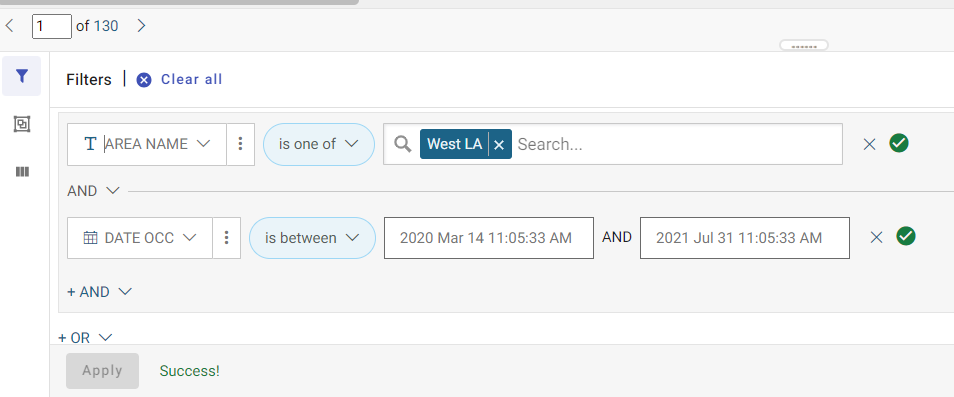 1 of 130
Filters | Clear all
T AREA NAME is one of West LA Search...
AND
DATE OCC is between 2020 Mar 14 11:05:33 AM AND 2021 Jul 31 11:05:33 AM
+ AND
+ OR
Apply Success!